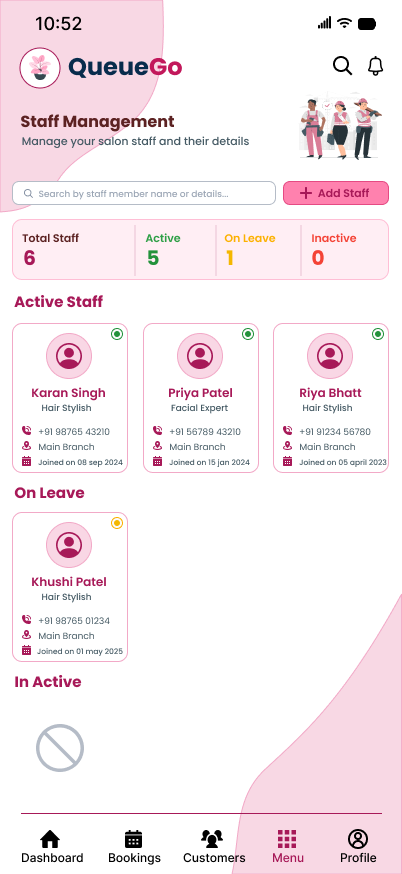 10:52
QueueGo
Staff Management
Manage your salon staff and their details
Search by staff member name or details...
Add Staff
Total Staff Active On Leave Inactive
6 5 1 0
Active Staff
Karan Singh
Hair Stylish
+91 98765 43210
Main Branch
Joined on 08 sep 2024
Priya Patel
Facial Expert
+91 56789 43210
Main Branch
Joined on 15 jan 2024
Riya Bhatt
Hair Stylish
+91 91234 56780
Main Branch
Joined on 05 april 2023
On Leave
Khushi Patel
Hair Stylish
+91 98765 01234
Main Branch
Joined on 01 may 2025
In Active
Dashboard Bookings Customers Menu Profile